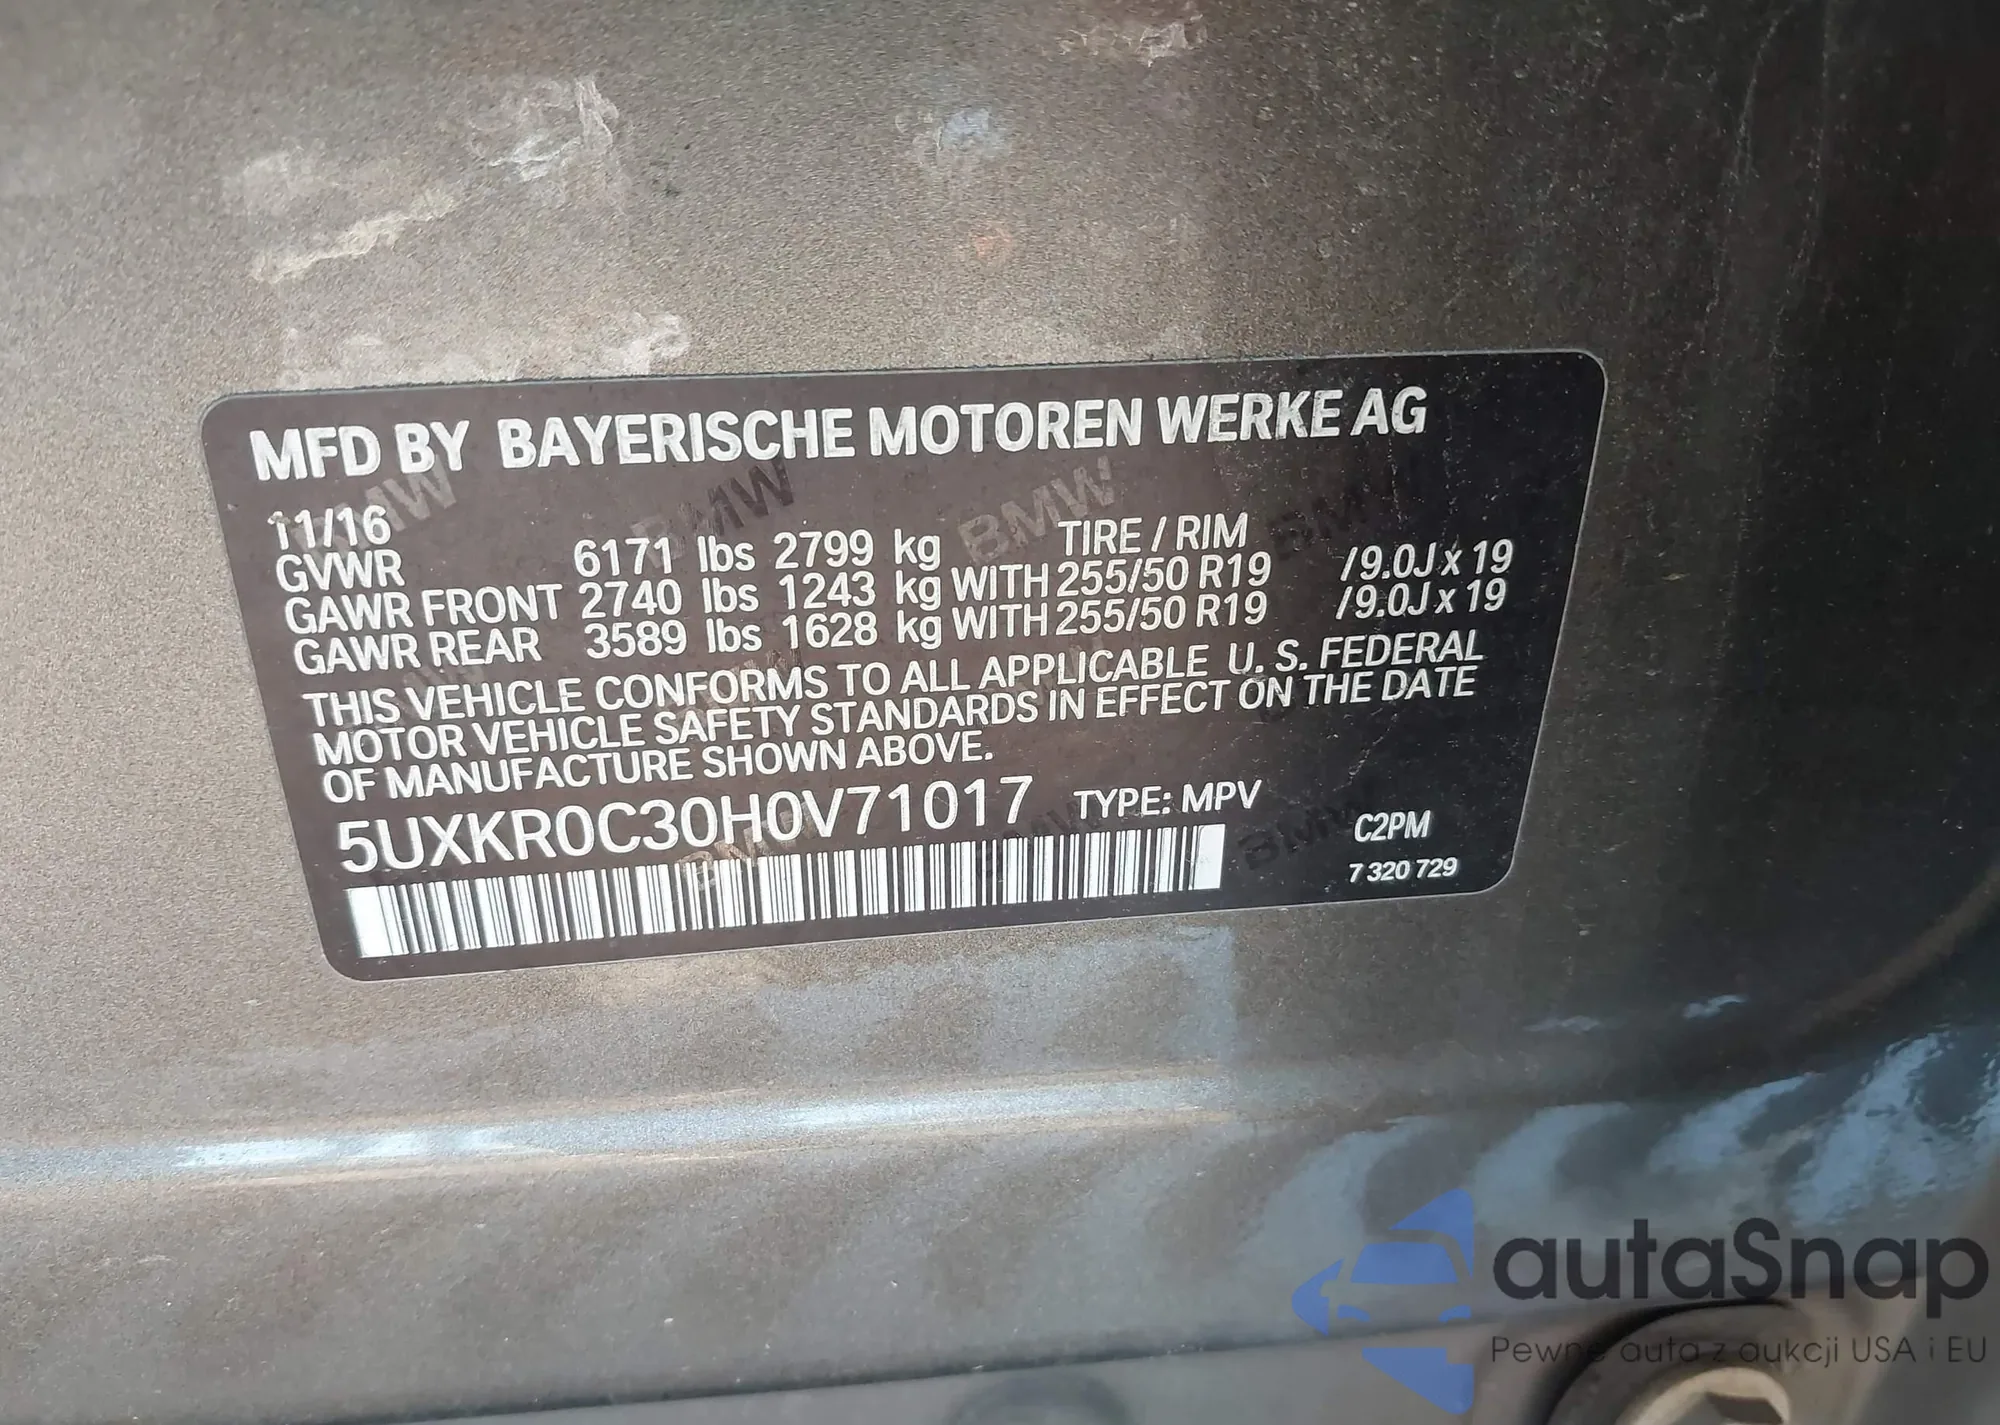 MFD BY BAYERISCHE MOTOREN WERKE AG
11/16
TIRE / RIM
GVWR 6171 lbs 2799 kg
GAWR FRONT 2740 lbs 1243 kg WITH 255/50 R19 /9.0J x 19
GAWR REAR 3589 lbs 1628 kg WITH 255/50 R19 /9.0J x 19
THIS VEHICLE CONFORMS TO ALL APPLICABLE U. S. FEDERAL
MOTOR VEHICLE SAFETY STANDARDS IN EFFECT ON THE DATE
OF MANUFACTURE SHOWN ABOVE.
5UXKR0C30H0V71017 TYPE: MPV
C2PM
7 320 729
autaSnap
Pewne auta z aukcji USA i EU